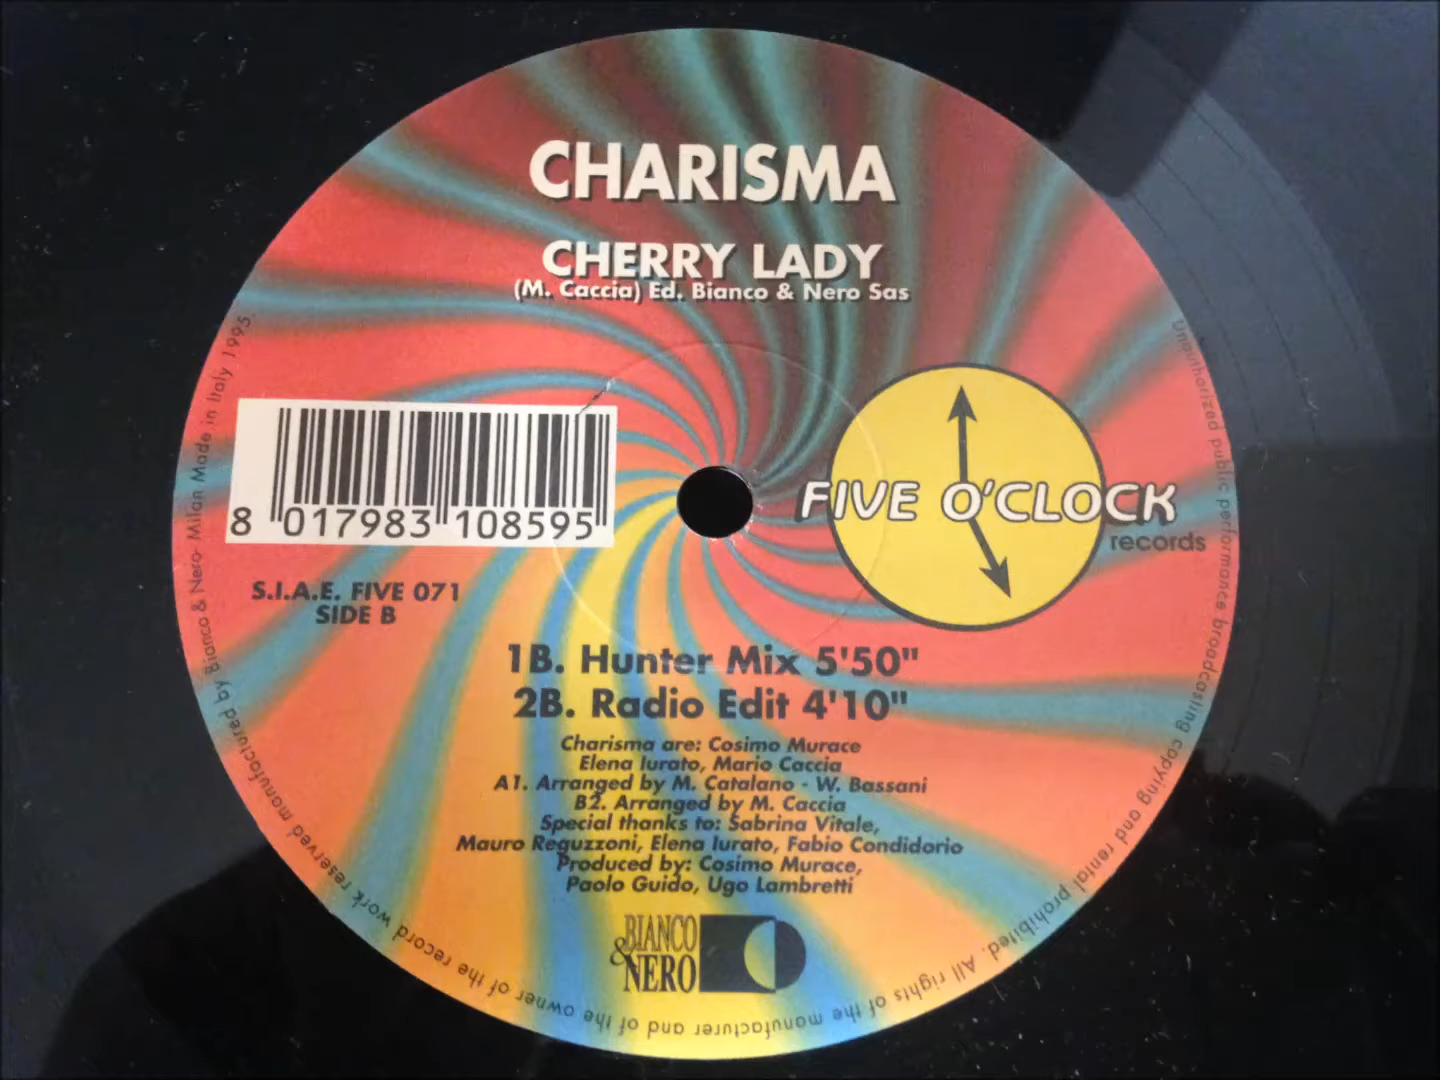 CHARISMA
CHERRY LADY
(M. Caccia) Ed. Bianco & Nero Sas
FIVE O'CLOCK
records
8 017983 108595
S.I.A.E. FIVE 071
SIDE B
1B. Hunter Mix 5'50"
2B. Radio Edit 4'10"
Charisma are: Cosimo Murace
Elena Iurato, Mario Caccia
A1. Arranged by M. Catalano - W. Bassani
B2. Arranged by M. Caccia
Special thanks to: Sabrina Vitale,
Mauro Reguzzoni, Elena Iurato, Fabio Condidorio
Produced by: Cosimo Murace,
Paolo Guido, Ugo Lambretti
BIANCO
& NERO
Unauthorized public performance broadcasting copying and rental prohibited. All rights of the manufacturer and of the owner of the record work reserved manufactured by Bianco & Nero- Milan Made in Italy 1995.